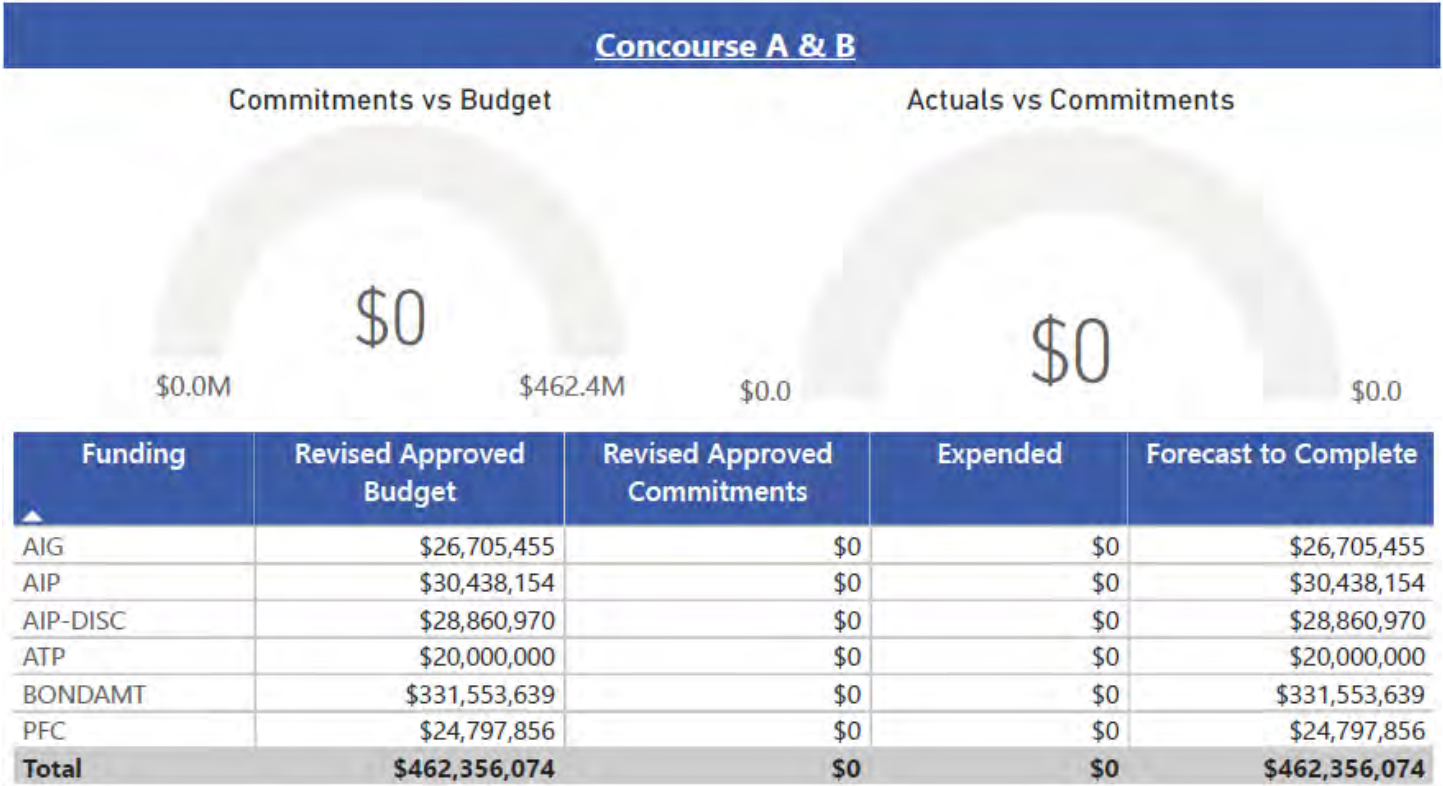 Concourse A & B
Commitments vs Budget
$0
$0.0M
$462.4M
Actuals vs Commitments
$0
$0.0
$0.0
Funding Revised Approved Budget Revised Approved Commitments Expended Forecast to Complete
AIG $26,705,455 $0 $0 $26,705,455
AIP $30,438,154 $0 $0 $30,438,154
AIP-DISC $28,860,970 $0 $0 $28,860,970
ATP $20,000,000 $0 $0 $20,000,000
BONDAMT $331,553,639 $0 $0 $331,553,639
PFC $24,797,856 $0 $0 $24,797,856
Total $462,356,074 $0 $0 $462,356,074